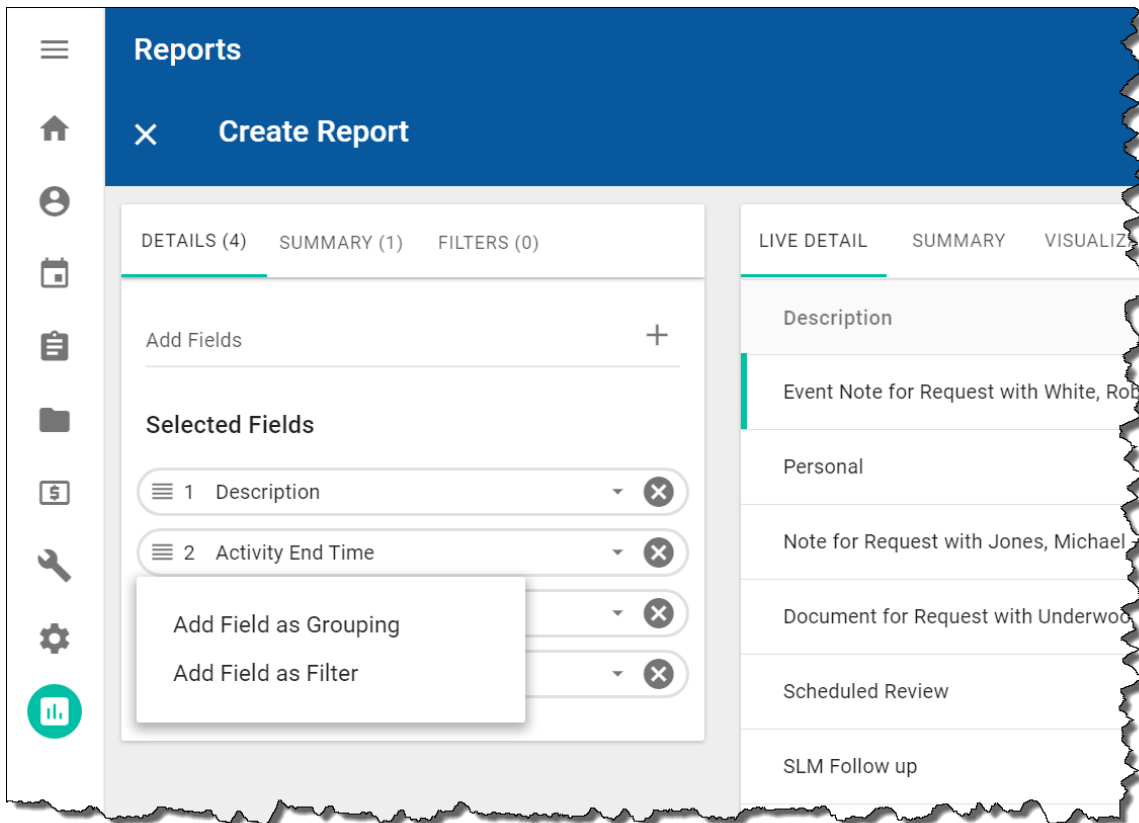 Reports
Create Report
DETAILS (4) SUMMARY (1) FILTERS (0)
Add Fields
Selected Fields
1 Description
2 Activity End Time
Add Field as Grouping
Add Field as Filter
LIVE DETAIL SUMMARY
Description
Event Note for Request with White,
Personal
Note for Request with Jones, Michael
Document for Request with
Scheduled Review
SLM Follow up